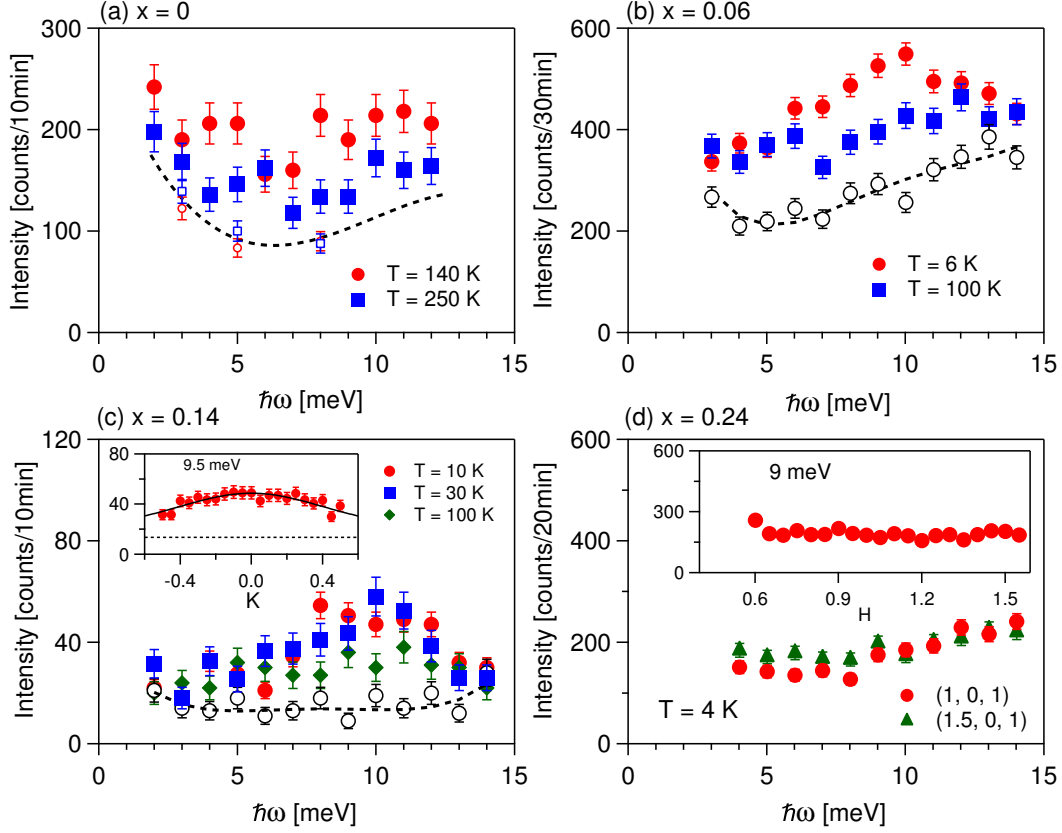 (a) x = 0
Intensity [counts/10min]
300
200
100
0
T = 140 K
T = 250 K
0 5 10 15
ħω [meV]
(b) x = 0.06
Intensity [counts/30min]
600
400
200
0
T = 6 K
T = 100 K
0 5 10 15
ħω [meV]
(c) x = 0.14
Intensity [counts/10min]
120
80
40
0
80
40
0
9.5 meV
-0.4 0.0 0.4
K
T = 10 K
T = 30 K
T = 100 K
0 5 10 15
ħω [meV]
(d) x = 0.24
Intensity [counts/20min]
600
400
200
0
600
300
0
9 meV
0.6 0.9 1.2 1.5
H
T = 4 K
(1, 0, 1)
(1.5, 0, 1)
0 5 10 15
ħω [meV]